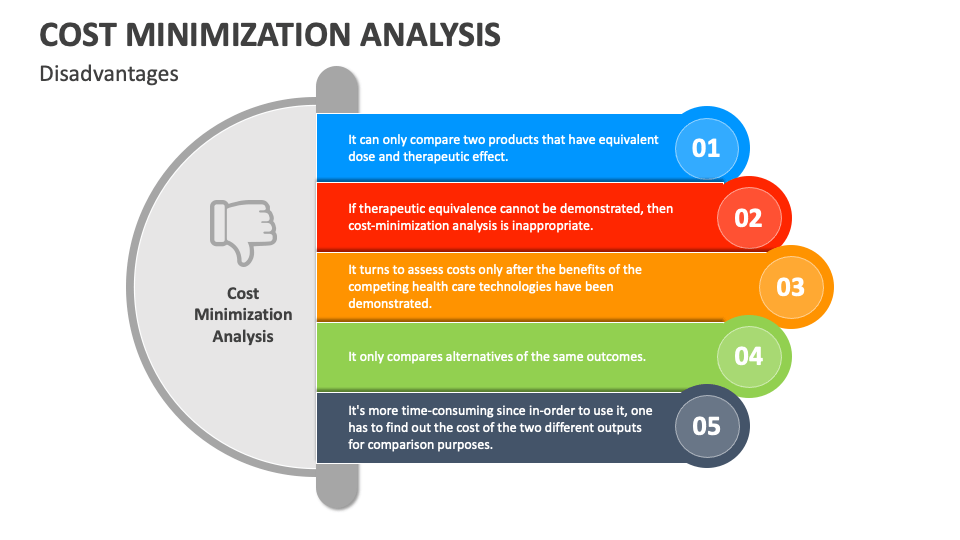 COST MINIMIZATION ANALYSIS
Disadvantages
Cost
Minimization
Analysis
It can only compare two products that have equivalent
dose and therapeutic effect.
01
If therapeutic equivalence cannot be demonstrated, then
cost-minimization analysis is inappropriate.
02
It turns to assess costs only after the benefits of the
competing health care technologies have been
demonstrated.
03
It only compares alternatives of the same outcomes.
04
It's more time-consuming since in-order to use it, one
has to find out the cost of the two different outputs
for comparison purposes.
05